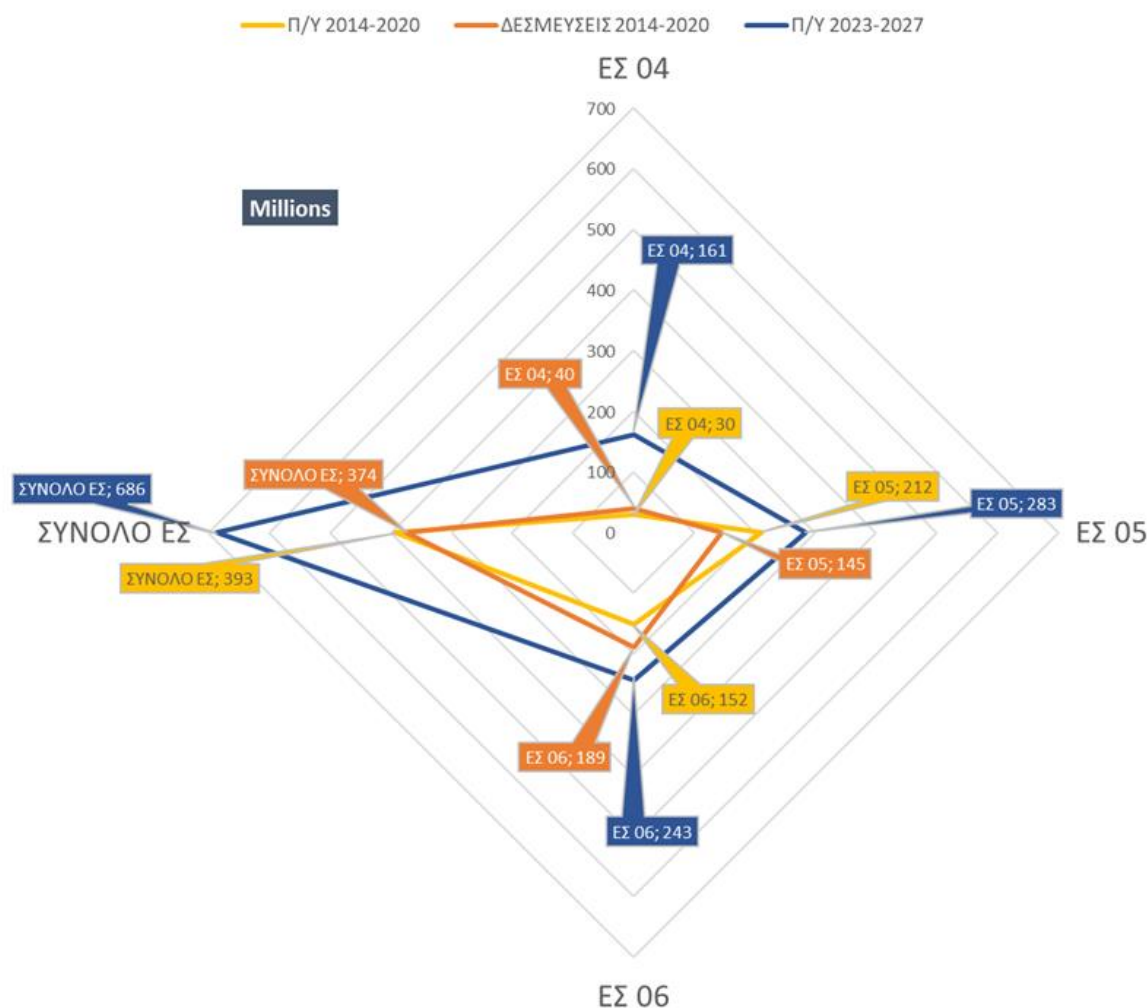 Π/Υ 2014-2020 ΔΕΣΜΕΥΣΕΙΣ 2014-2020 Π/Υ 2023-2027
ΕΣ 04
700
600
Millions
500
ΕΣ 04; 161
400
300
ΕΣ 04; 40
200
ΕΣ 04; 30
100
ΣΥΝΟΛΟ ΕΣ; 374
ΕΣ 05; 212
ΣΥΝΟΛΟ ΕΣ; 686
ΕΣ 05; 283
ΣΥΝΟΛΟ ΕΣ
0
ΕΣ 05
ΕΣ 05; 145
ΣΥΝΟΛΟ ΕΣ; 393
ΕΣ 06; 152
ΕΣ 06; 189
ΕΣ 06; 243
ΕΣ 06